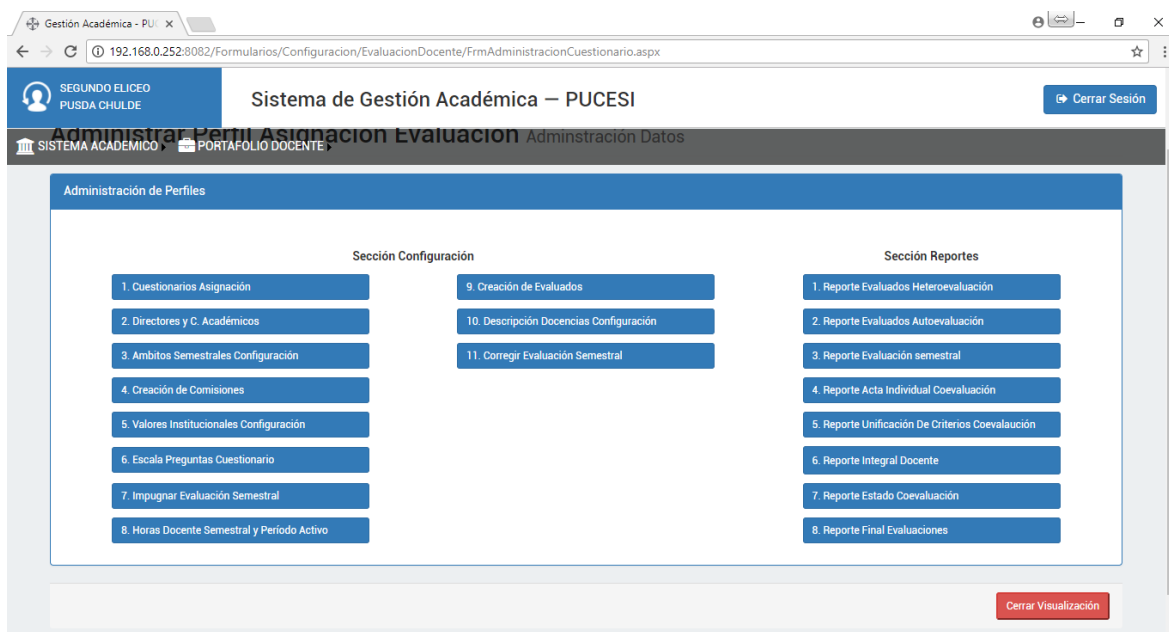 Gestión Académica - PUC
192.168.0.252:8082/Formularios/Configuracion/EvaluacionDocente/FrmAdministracionCuestionario.aspx
SEGUNDO ELICEO
PUSDA CHULDE
Sistema de Gestión Académica — PUCESI
Cerrar Sesión
Administrar Perfil Asignación Evaluación Adminstración Datos
SISTEMA ACADEMICO PORTAFOLIO DOCENTE
Administración de Perfiles
Sección Configuración
1. Cuestionarios Asignación
2. Directores y C. Académicos
3. Ambitos Semestrales Configuración
4. Creación de Comisiones
5. Valores Institucionales Configuración
6. Escala Preguntas Cuestionario
7. Impugnar Evaluación Semestral
8. Horas Docente Semestral y Período Activo
9. Creación de Evaluados
10. Descripción Docencias Configuración
11. Corregir Evaluación Semestral
Sección Reportes
1. Reporte Evaluados Heteroevaluación
2. Reporte Evaluados Autoevaluación
3. Reporte Evaluación semestral
4. Reporte Acta Individual Coevaluación
5. Reporte Unificación De Criterios Coevalaución
6. Reporte Integral Docente
7. Reporte Estado Coevaluación
8. Reporte Final Evaluaciones
Cerrar Visualización